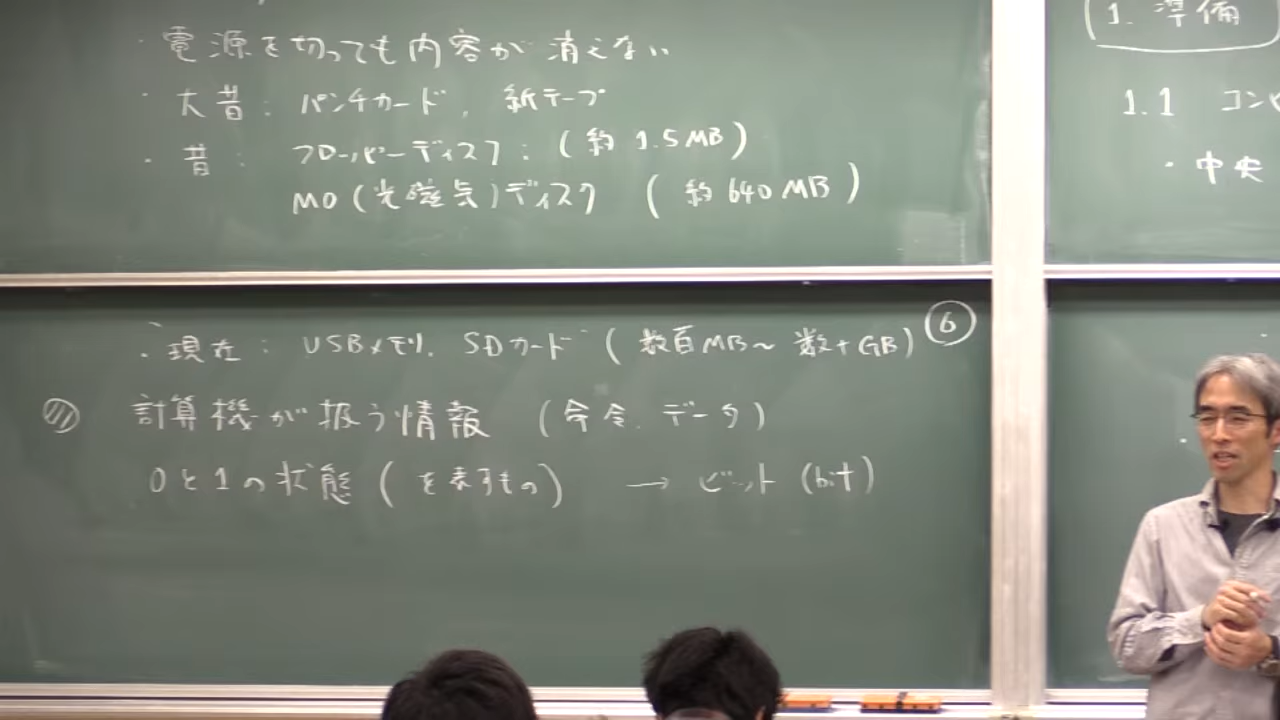 ・電源を切っても内容が消えない
・大昔: パンチカード, 紙テープ
・昔: フロッピーディスク: (約 1.5MB)
MO (光磁気) ディスク (約 640 MB)
・現在: USBメモリ, SDカード (数百MB~数十GB)
⑥
計算機が扱う情報 (命令, データ)
0と1の状態 (を表すもの) → ビット (bit)
1. 準備
1.1 コン
・中央